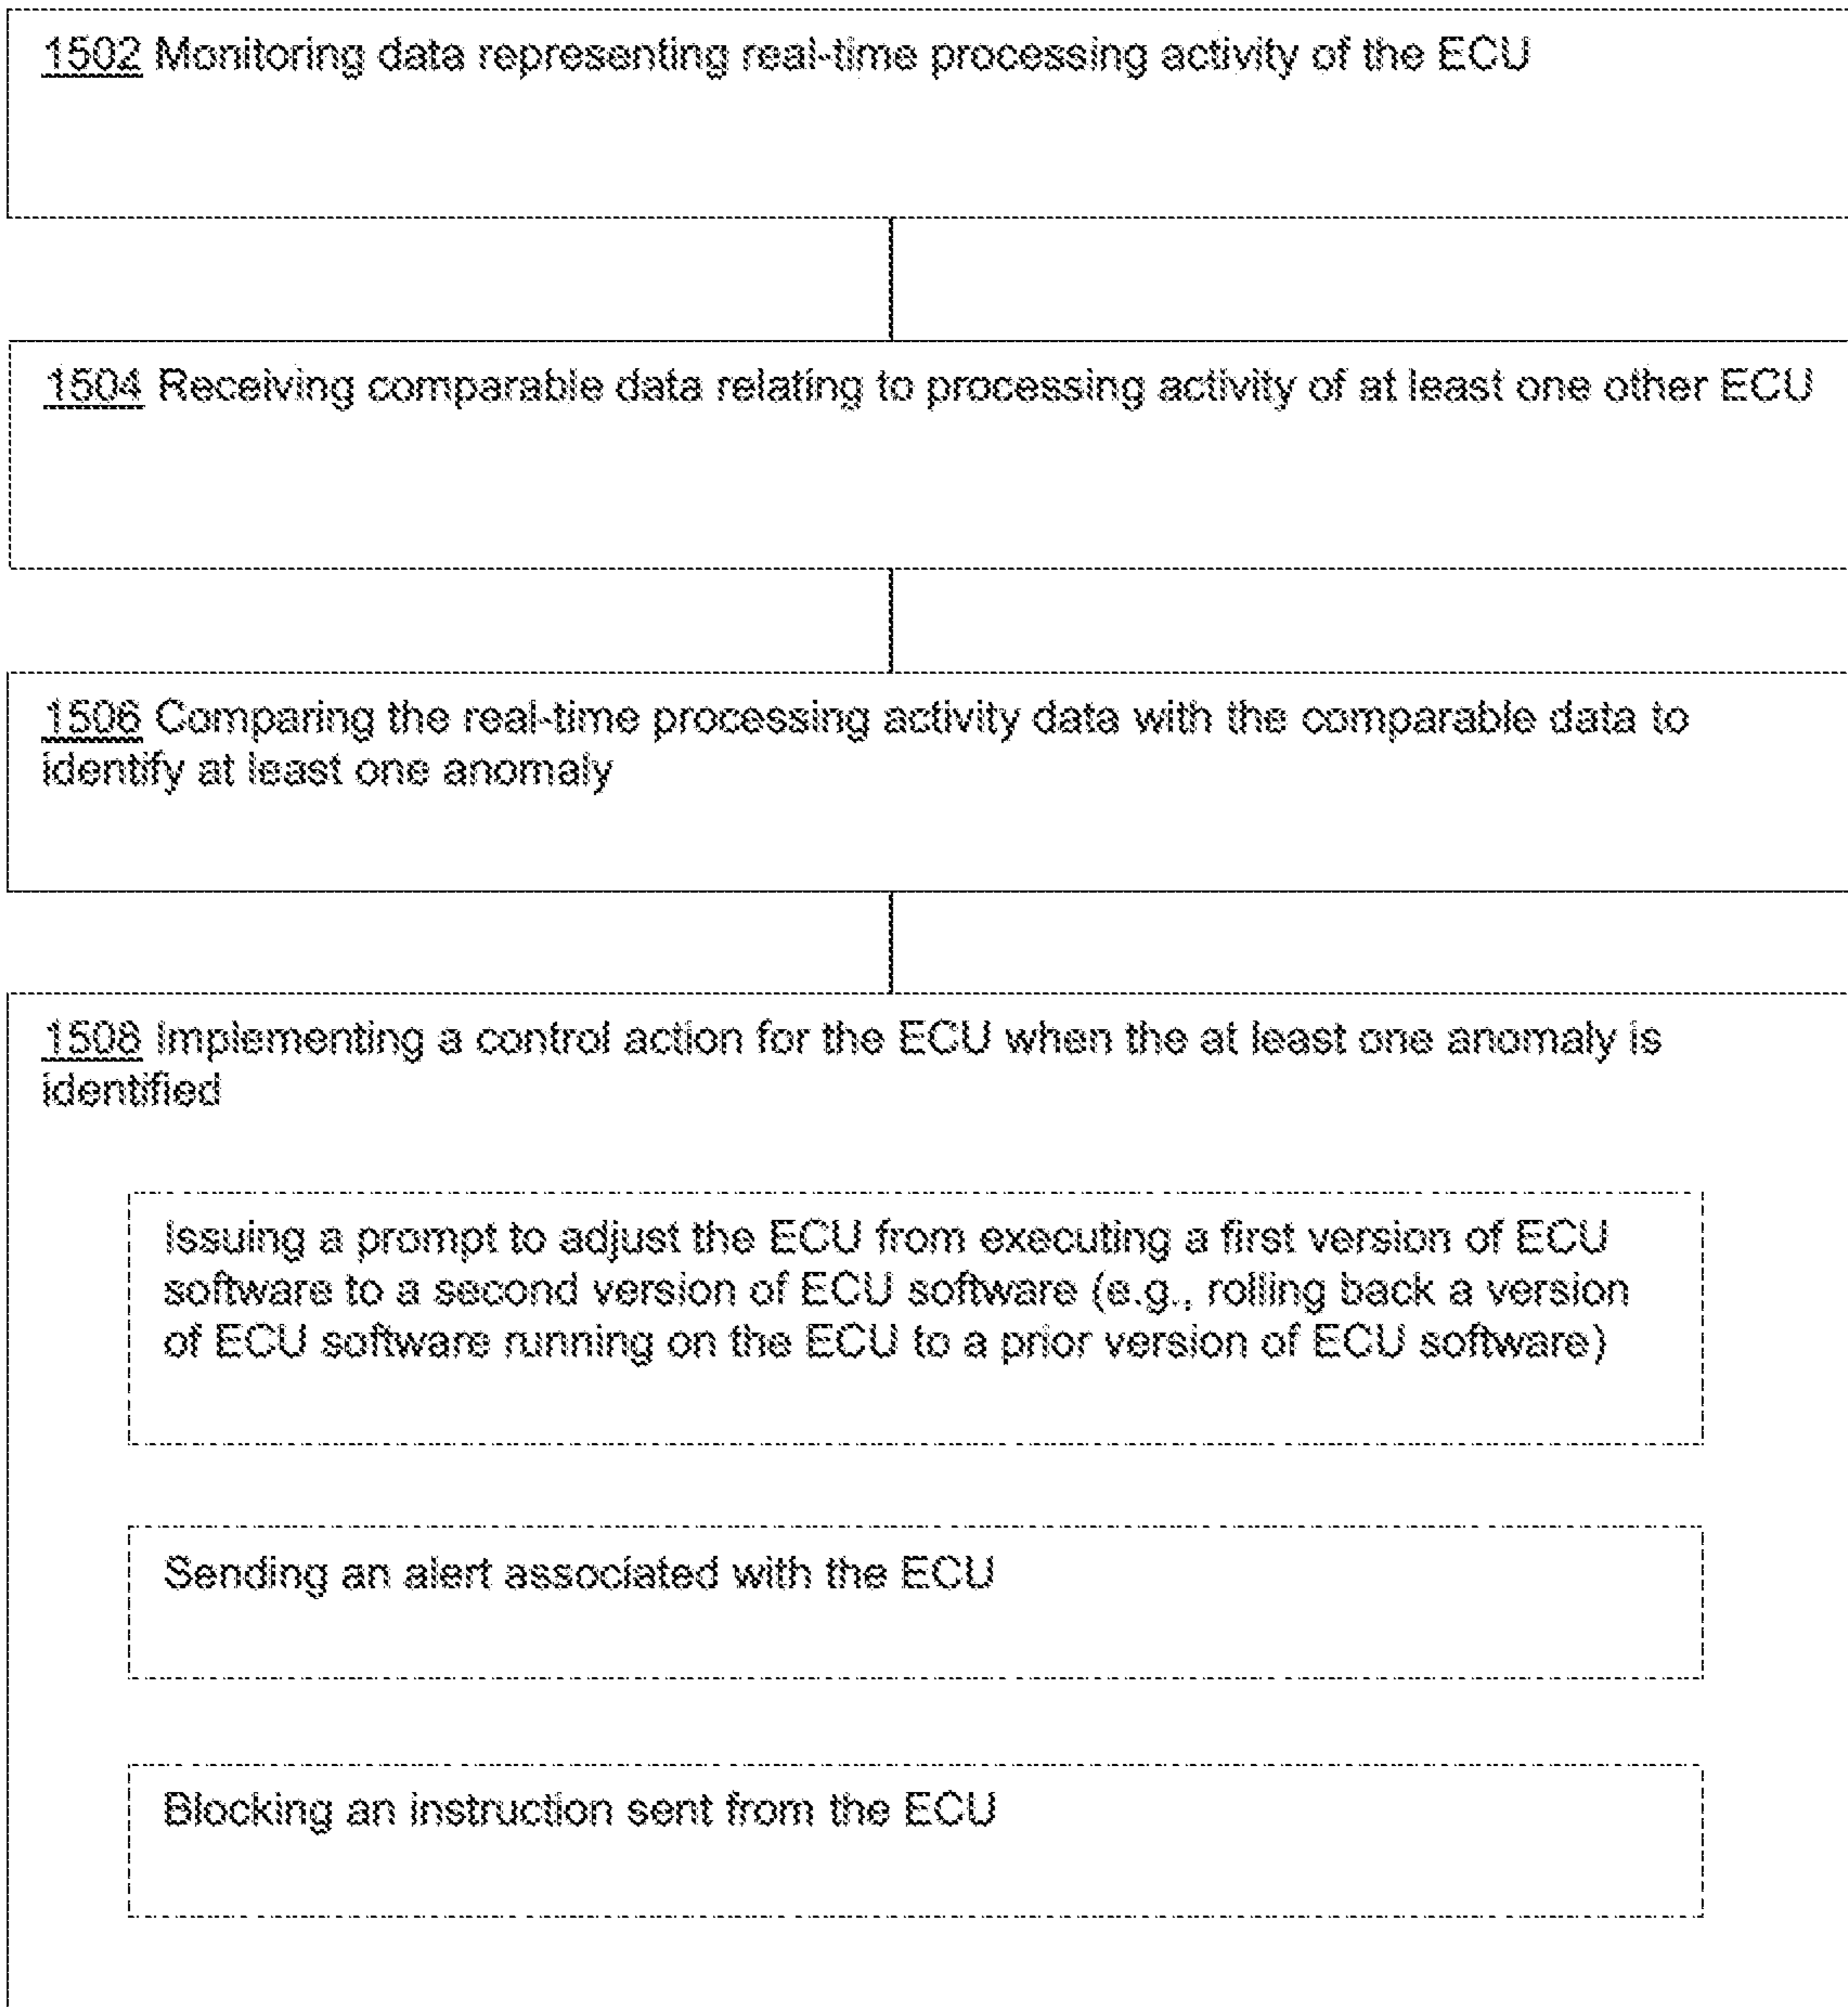 1502 Monitoring data representing real-time processing activity of the ECU
1504 Receiving comparable data relating to processing activity of at least one other ECU
1506 Comparing the real-time processing activity data with the comparable data to
identify at least one anomaly
1508 Implementing a control action for the ECU when the at least one anomaly is
identified
Issuing a prompt to adjust the ECU from executing a first version of ECU
software to a second version of ECU software (e.g., rolling back a version
of ECU software running on the ECU to a prior version of ECU software)
Sending an alert associated with the ECU
Blocking an instruction sent from the ECU